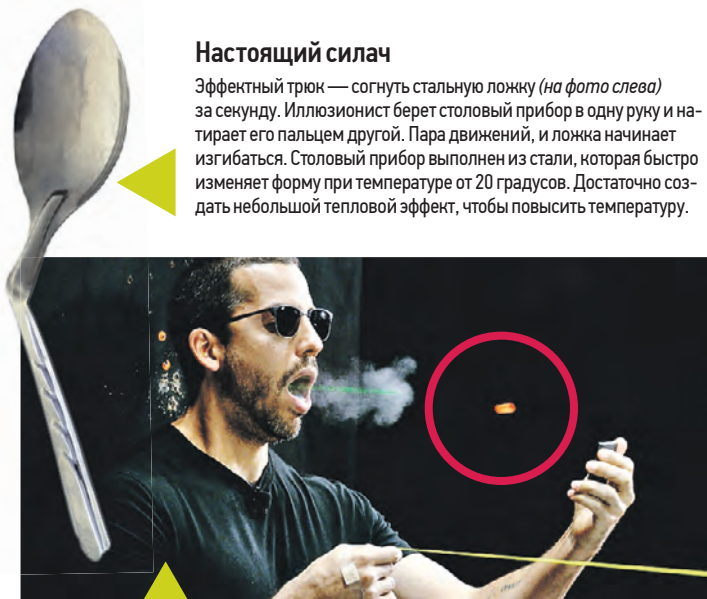 Настоящий силач
Эффектный трюк — согнуть стальную ложку (на фото слева)
за секунду. Иллюзионист берет столовый прибор в одну руку и на-
тирает его пальцем другой. Пара движений, и ложка начинает
изгибаться. Столовый прибор выполнен из стали, которая быстро
изменяет форму при температуре от 20 градусов. Достаточно соз-
дать небольшой тепловой эффект, чтобы повысить температуру.